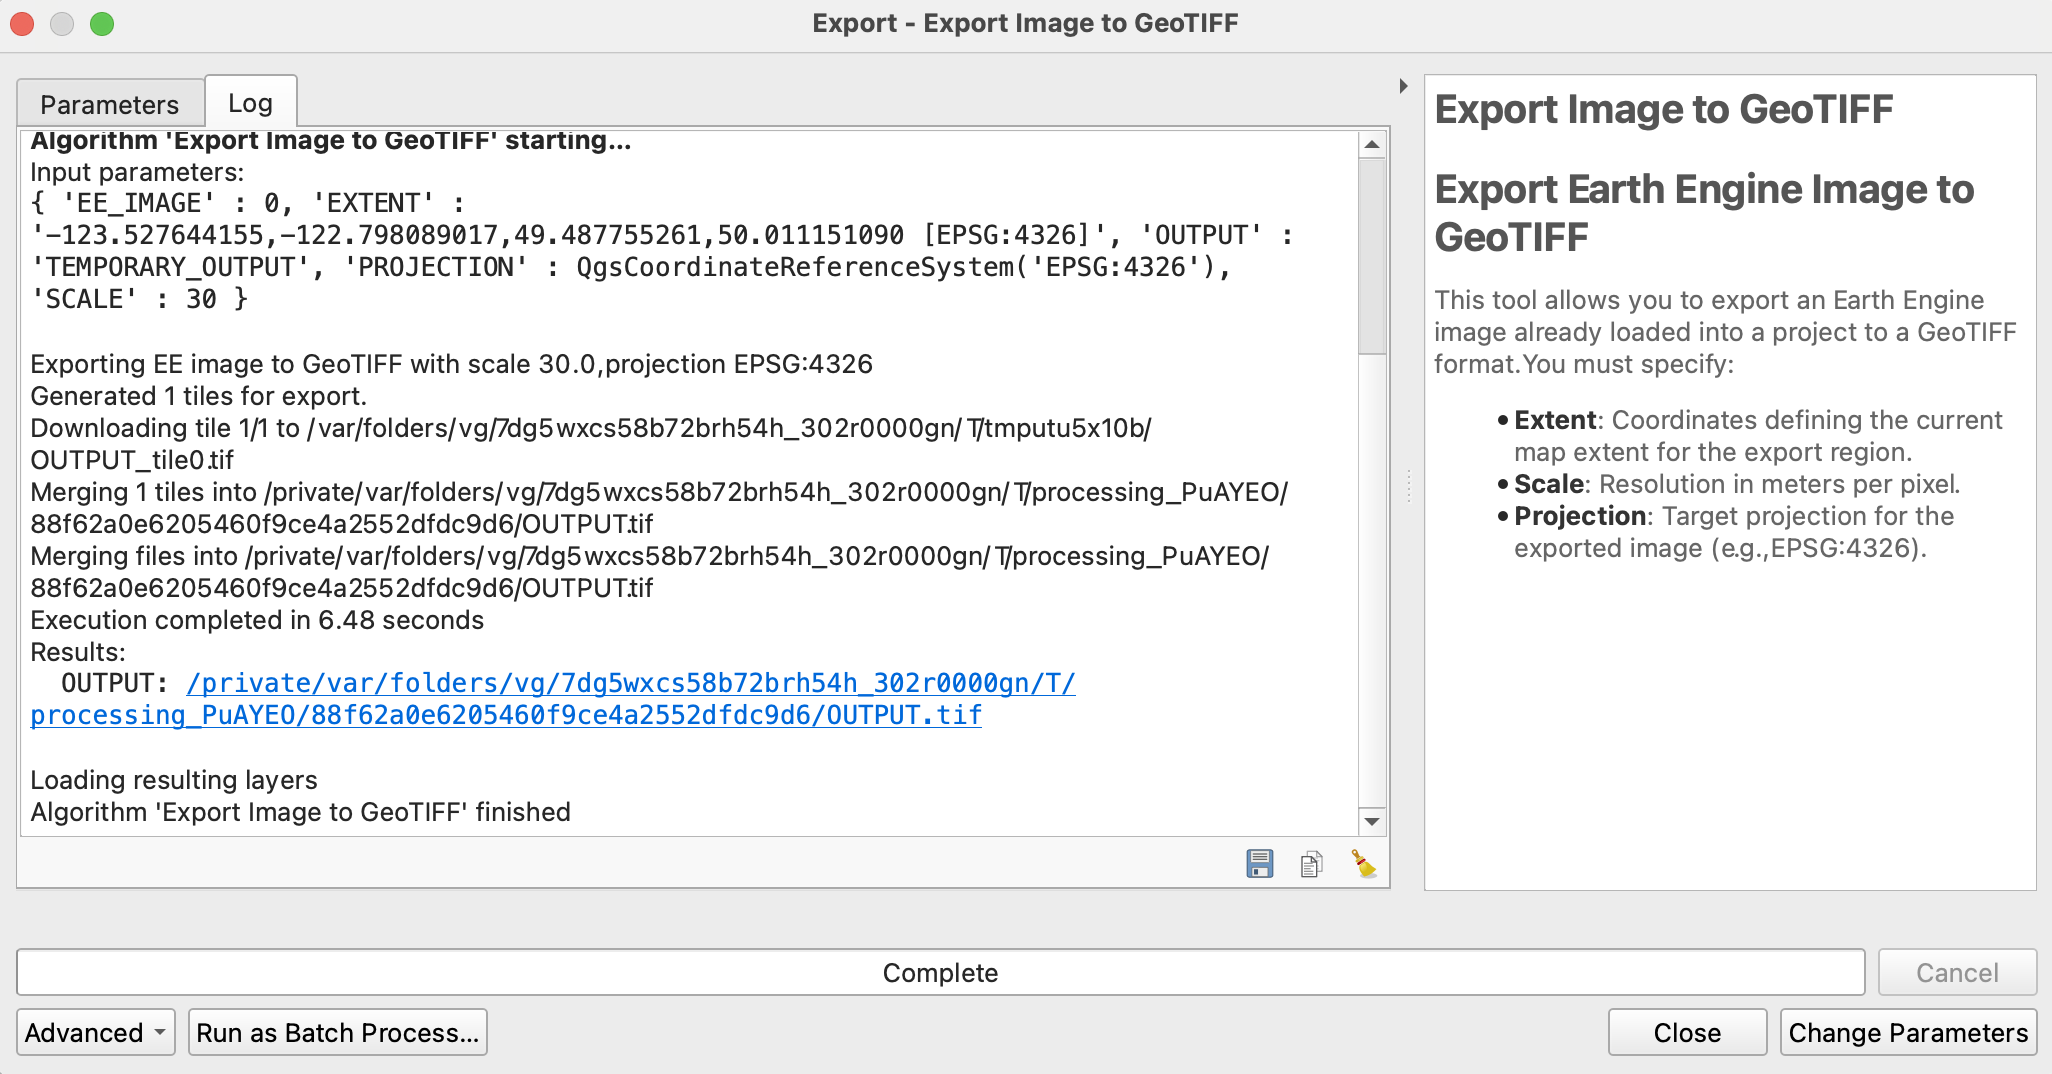 Export - Export Image to GeoTIFF
Parameters
Log
Algorithm 'Export Image to GeoTIFF' starting...
Input parameters:
{ 'EE_IMAGE' : 0, 'EXTENT' :
'-123.527644155,-122.798089017,49.487755261,50.011151090 [EPSG:4326]', 'OUTPUT' :
'TEMPORARY_OUTPUT', 'PROJECTION' : QgsCoordinateReferenceSystem('EPSG:4326'),
'SCALE' : 30 }
Exporting EE image to GeoTIFF with scale 30.0,projection EPSG:4326
Generated 1 tiles for export.
Downloading tile 1/1 to /var/folders/vg/7dg5wxcs58b72brh54h_302r0000gn/T/tmputu5x10b/
OUTPUT_tile0.tif
Merging 1 tiles into /private/var/folders/vg/7dg5wxcs58b72brh54h_302r0000gn/T/processing_PuAYEO/
88f62a0e6205460f9ce4a2552dfdc9d6/OUTPUT.tif
Merging files into /private/var/folders/vg/7dg5wxcs58b72brh54h_302r0000gn/T/processing_PuAYEO/
88f62a0e6205460f9ce4a2552dfdc9d6/OUTPUT.tif
Execution completed in 6.48 seconds
Results:
OUTPUT: /private/var/folders/vg/7dg5wxcs58b72brh54h_302r0000gn/T/
processing_PuAYEO/88f62a0e6205460f9ce4a2552dfdc9d6/OUTPUT.tif
Loading resulting layers
Algorithm 'Export Image to GeoTIFF' finished
Export Image to GeoTIFF
Export Earth Engine Image to
GeoTIFF
This tool allows you to export an Earth Engine
image already loaded into a project to a GeoTIFF
format.You must specify:
• Extent: Coordinates defining the current
map extent for the export region.
• Scale: Resolution in meters per pixel.
• Projection: Target projection for the
exported image (e.g.,EPSG:4326).
Complete
Cancel
Advanced
Run as Batch Process...
Close
Change Parameters